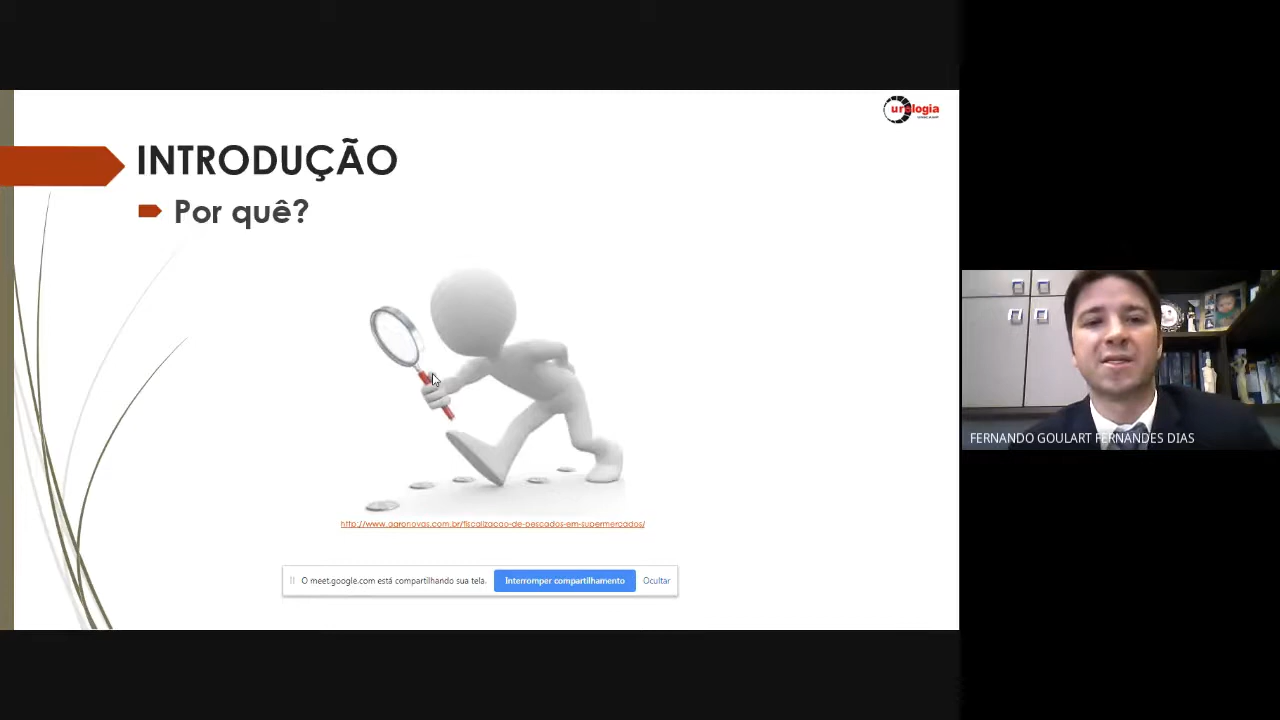 urologia
INTRODUÇÃO
Por quê?
http://www.agronovas.com.br/fiscalizacao-de-pescados-em-supermercados/
O meet.google.com está compartilhando sua tela.
Interromper compartilhamento
Ocultar
FERNANDO GOULART FERNANDES DIAS